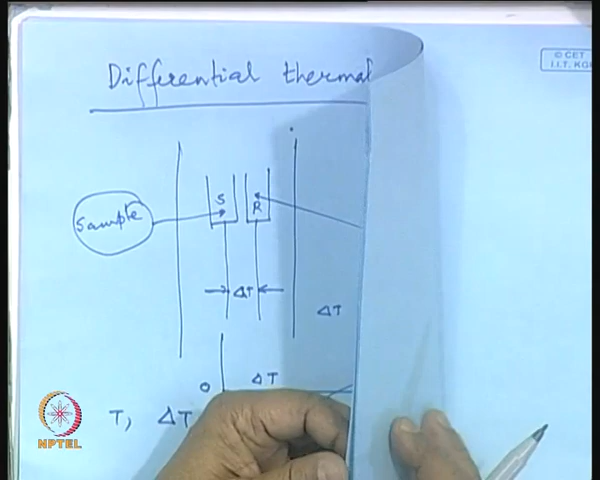 Differential thermal
© CET
I.I.T. KGP
S
R
Sample
ΔT
ΔT
0
ΔT
T, ΔT
NPTEL